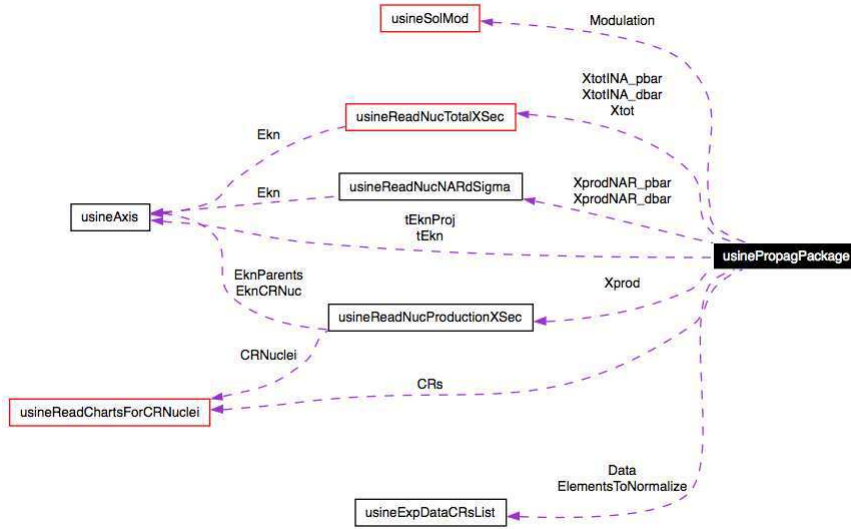 usineSolMod
Modulation
XtotINA_pbar
XtotINA_dbar
Xtot
usineReadNucTotalXSec
Ekn
usineReadNucNARdSigma
Ekn
XprodNAR_pbar
XprodNAR_dbar
usineAxis
tEknProj
tEkn
usinePropagPackage
EknParents
EknCRNuc
Xprod
usineReadNucProductionXSec
CRNuclei
CRs
usineReadChartsForCRNuclei
Data
ElementsToNormalize
usineExpDataCRsList